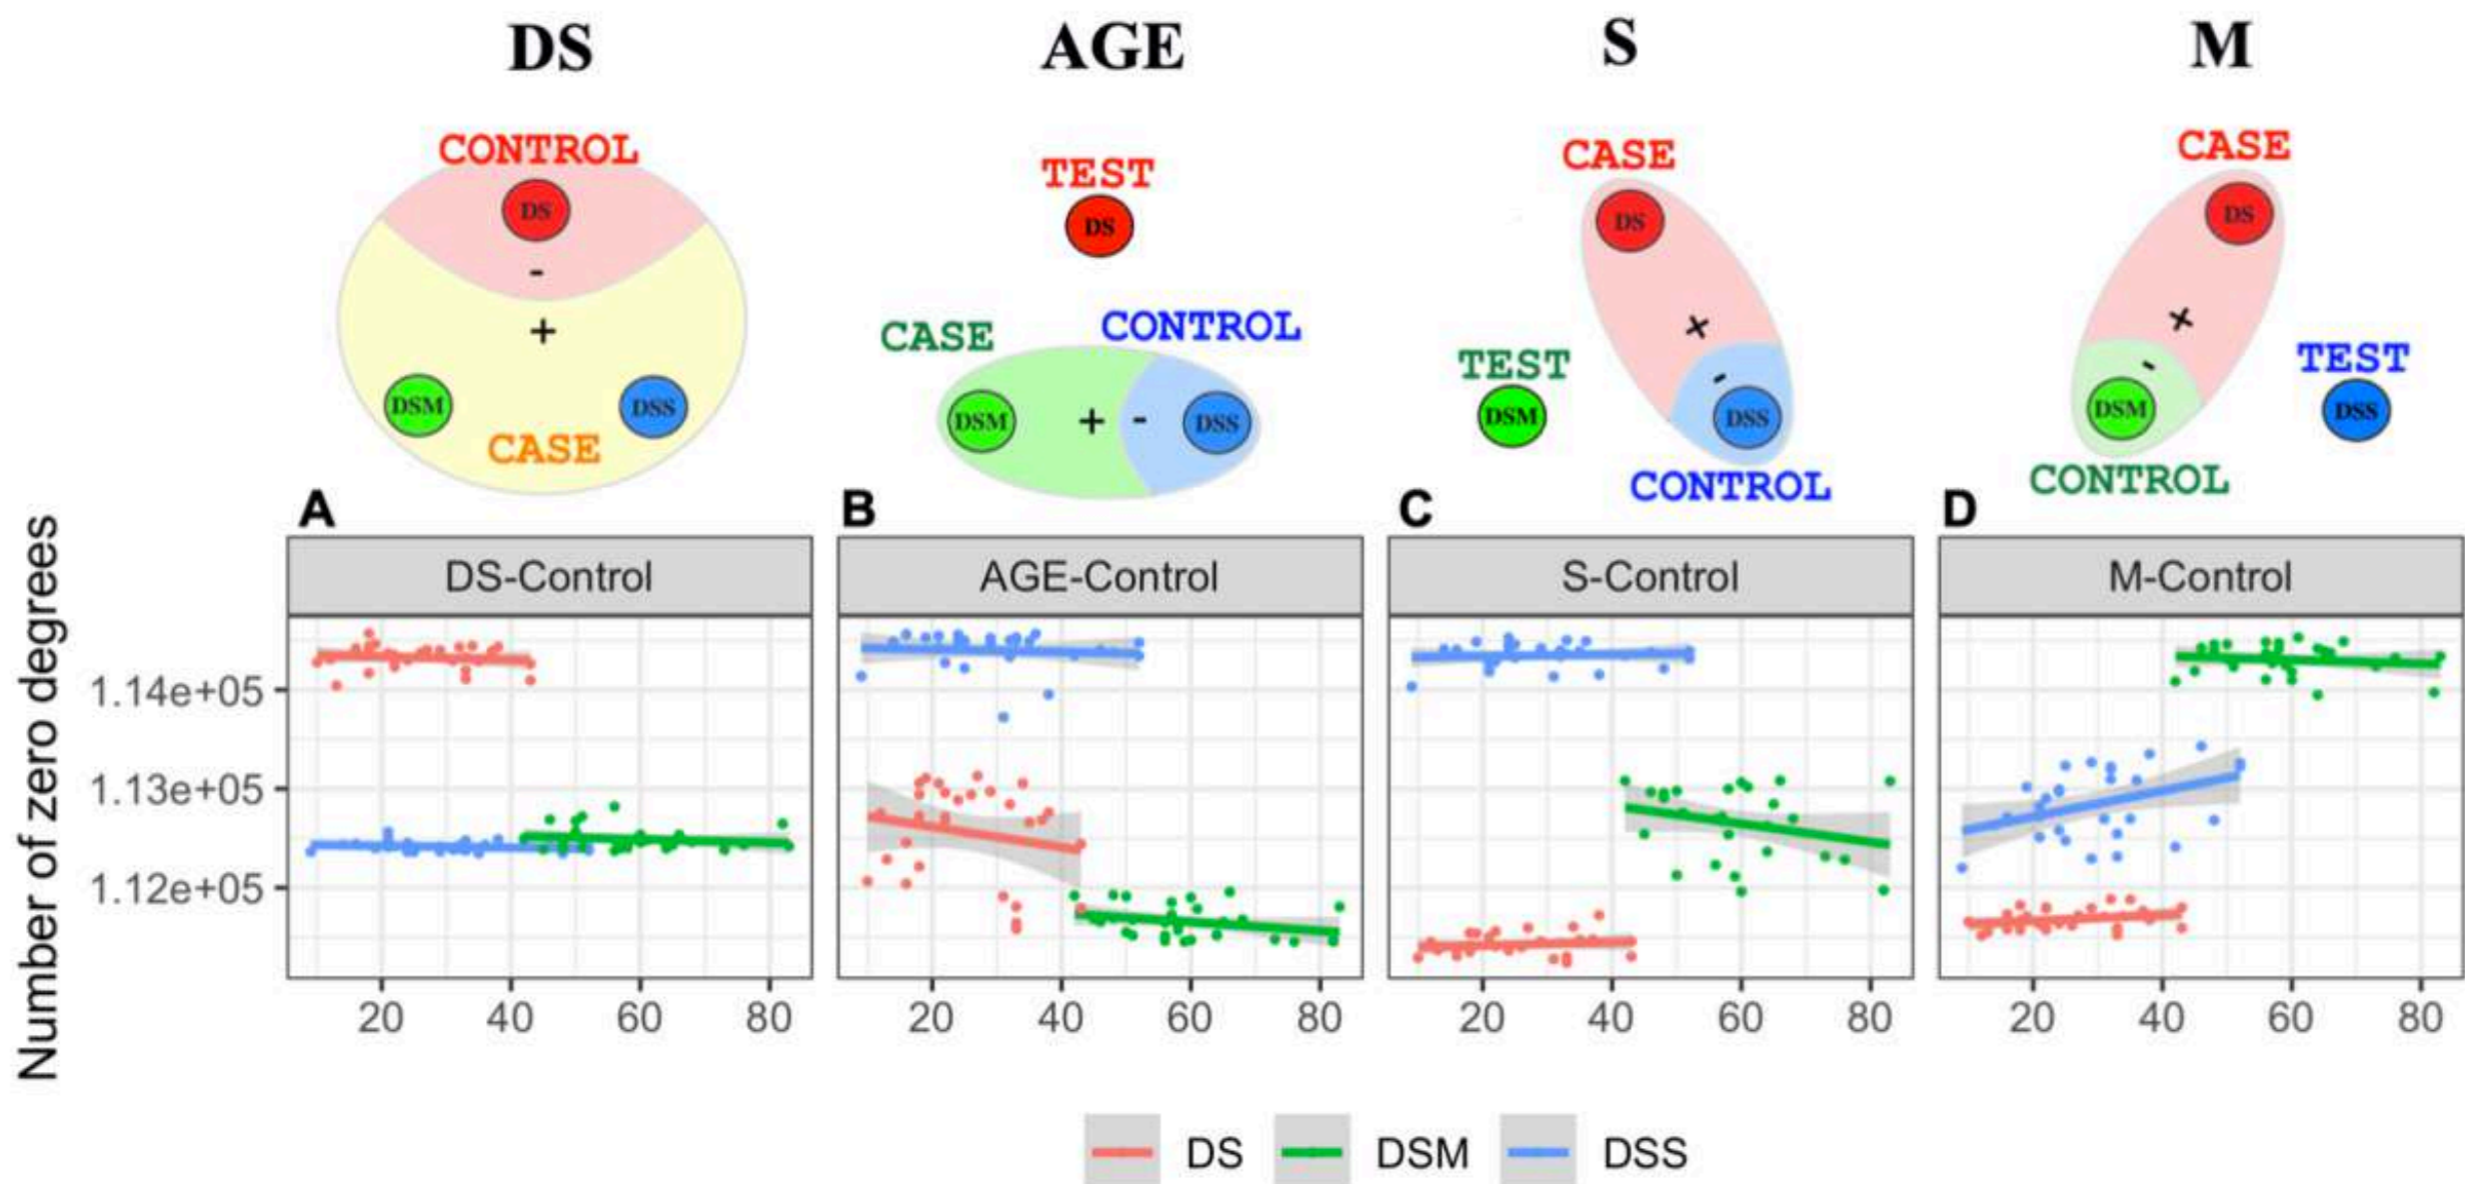 DS AGE S M
CONTROL
DS
-
+
DSM DSS
CASE
TEST
DS
CASE CONTROL
DSM + - DSS
CASE
DS
+
-
TEST
DSM DSS
CONTROL
CASE
DS
+
-
TEST
DSM DSS
CONTROL
A B C D
DS-Control AGE-Control S-Control M-Control
Number of zero degrees
1.14e+05
1.13e+05
1.12e+05
20 40 60 80 20 40 60 80 20 40 60 80 20 40 60 80
DS DSM DSS